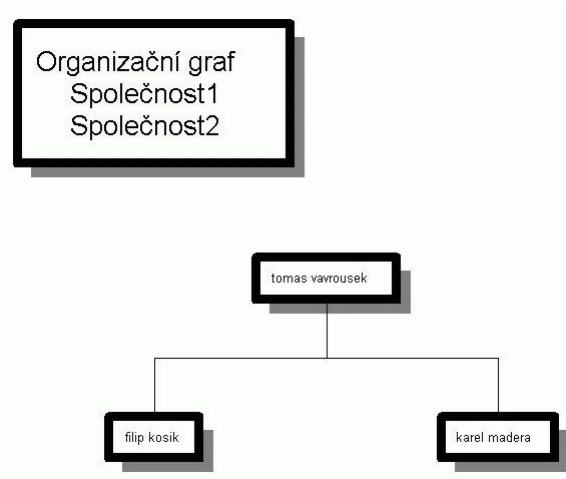 Organizační graf
Společnost1
Společnost2
tomas vavrousek
filip kosik
karel madera